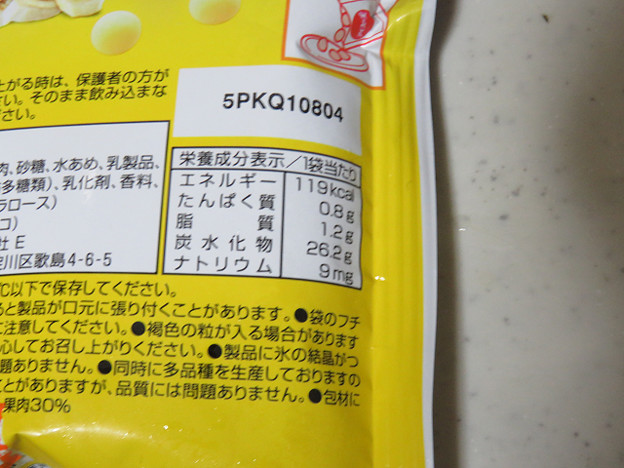 とがる時は、保護者の方が
さい。そのまま飲み込まな
ださい。
5PKQ10804
肉、砂糖、水あめ、乳製品、
多糖類)、乳化剤、香料、
ラロース)
コ)
社 E
淀川区歌島4-6-5
栄養成分表示／1袋当たり
エネルギー 119kcal
たんぱく質 0.8g
脂質 1.2g
炭水化物 26.2g
ナトリウム 9mg
℃以下で保存してください。
ると製品が口元に張り付くことがあります。●袋のフチ
に注意してください。●褐色の粒が入る場合があります
心してお召し上がりください。●製品に氷の結晶がつ
題ありません。●同時に多品種を生産しておりますの
ことがありますが、品質には問題ありません。●包材に
果肉30%